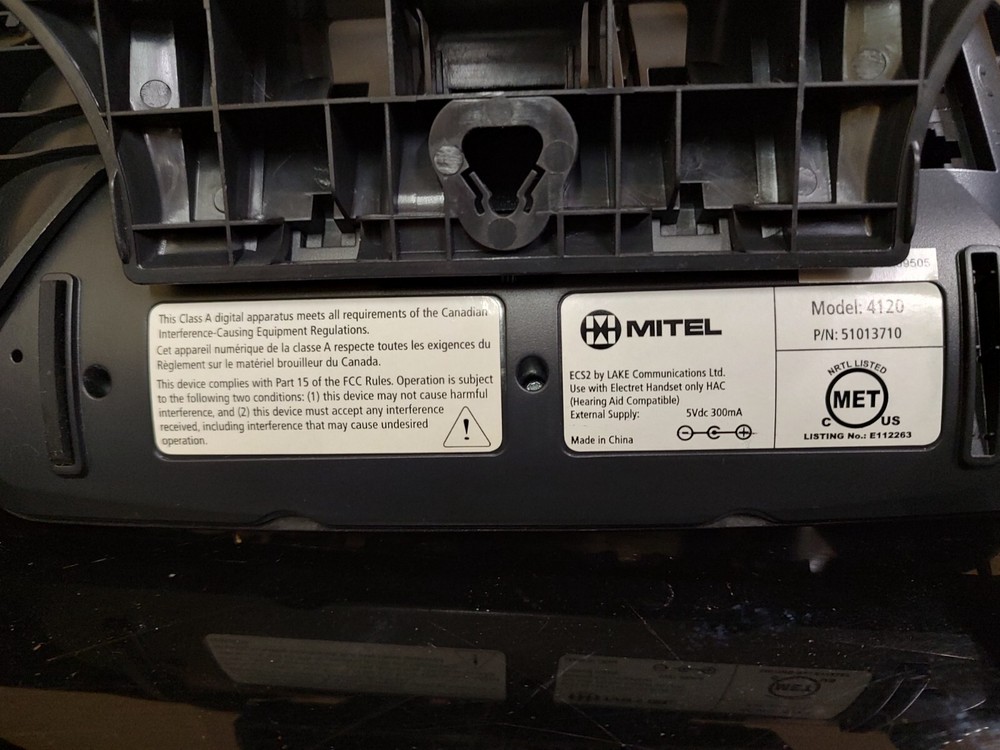 9505
This Class A digital apparatus meets all requirements of the Canadian
Interference-Causing Equipment Regulations.
Cet appareil numérique de la classe A respecte toutes les exigences du
Règlement sur le matériel brouilleur du Canada.
This device complies with Part 15 of the FCC Rules. Operation is subject
to the following two conditions: (1) this device may not cause harmful
interference, and (2) this device must accept any interference
received, including interference that may cause undesired
operation.
!
MITEL
ECS2 by LAKE Communications Ltd.
Use with Electret Handset only HAC
(Hearing Aid Compatible)
External Supply: 5Vdc 300mA
Made in China
Model: 4120
P/N: 51013710
NRTL LISTED
MET
C US
LISTING No.: E112263